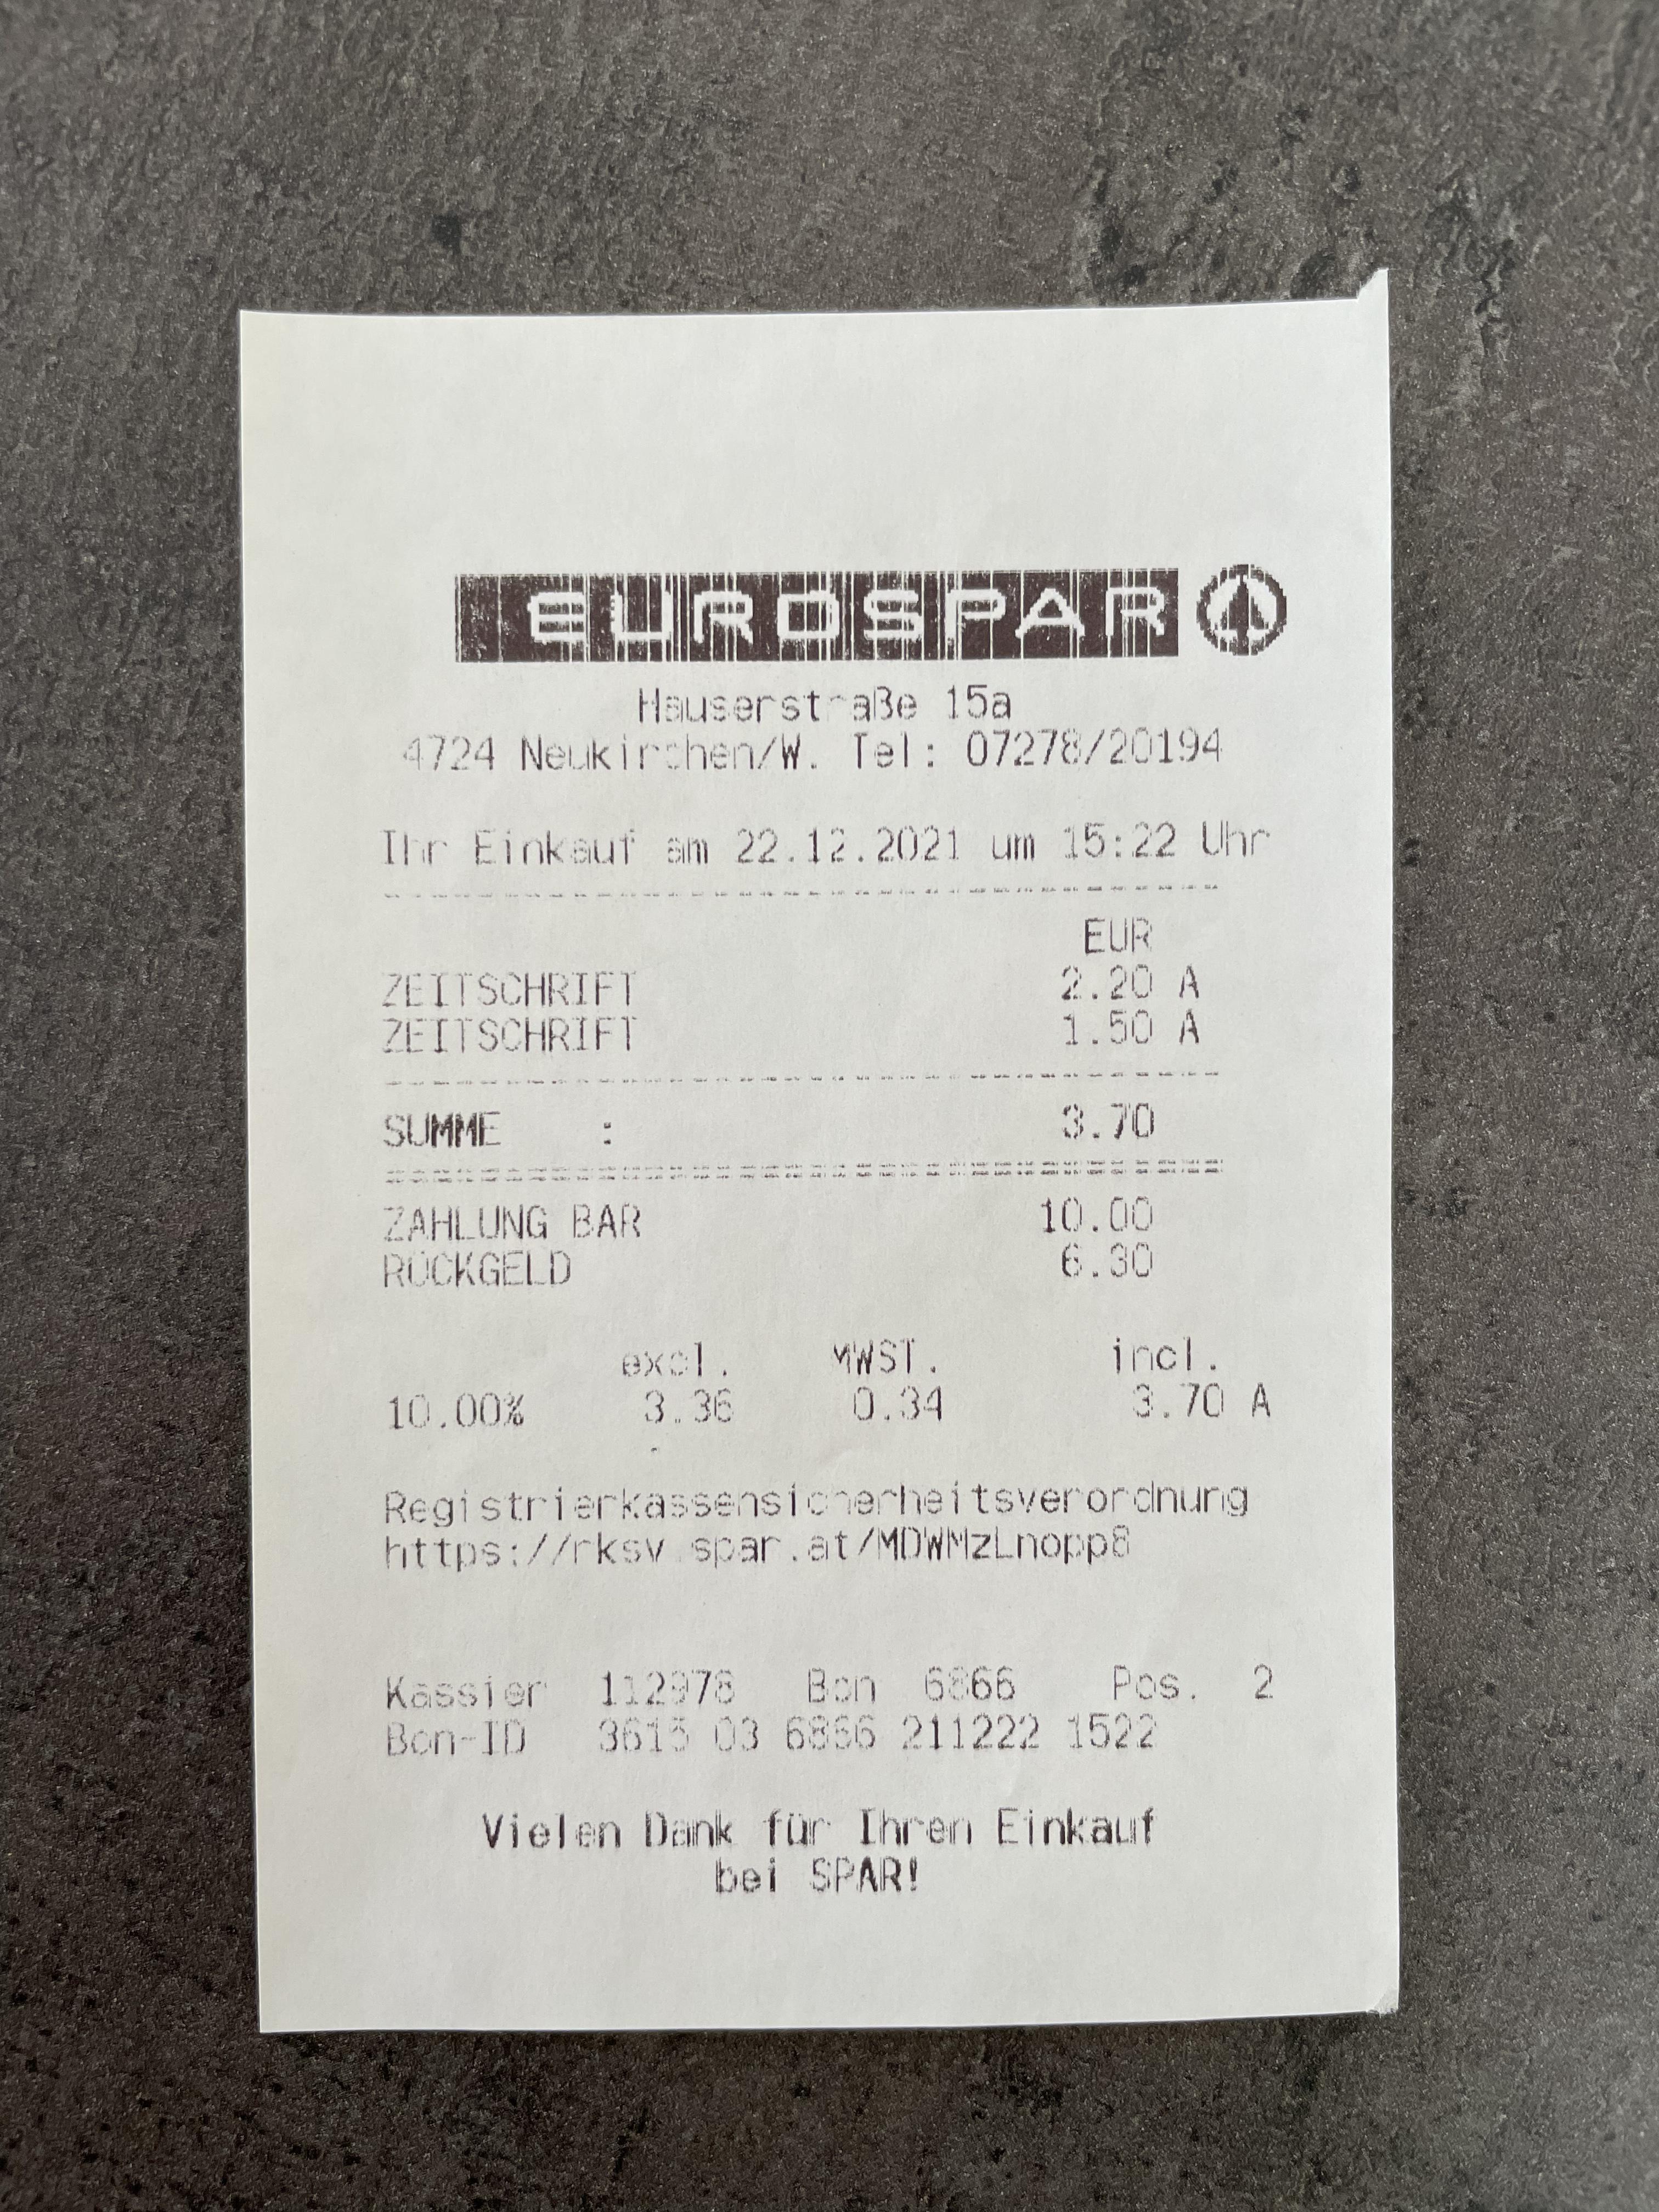 EUROSPAR
Hauserstraße 15a
4724 Neukirchen/W. Tel: 07278/20194
Ihr Einkauf am 22.12.2021 um 15:22 Uhr
EUR
ZEITSCHRIFT 2.20 A
ZEITSCHRIFT 1.50 A
SUMME : 3.70
ZAHLUNG BAR 10.00
RÜCKGELD 6.30
excl. MWST. incl.
10.00% 3.36 0.34 3.70 A
Registrierkassensicherheitsverordnung
https://rksv.spar.at/MDWMzLnopp8
Kassier 112978 Bon 6866 Pos. 2
Bon-ID 3615 03 6866 211222 1522
Vielen Dank für Ihren Einkauf
bei SPAR!